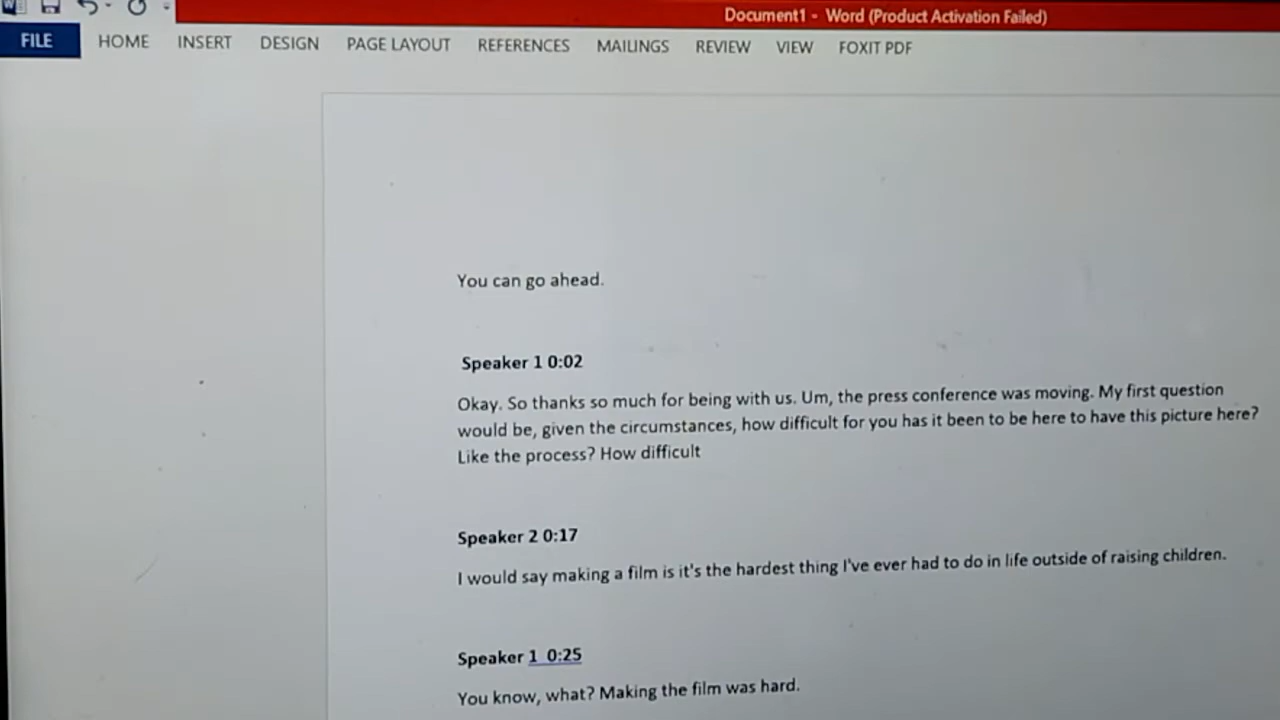 Document1 - Word (Product Activation Failed)
FILE HOME INSERT DESIGN PAGE LAYOUT REFERENCES MAILINGS REVIEW VIEW FOXIT PDF
You can go ahead.
Speaker 1 0:02
Okay. So thanks so much for being with us. Um, the press conference was moving. My first question
would be, given the circumstances, how difficult for you has it been to be here to have this picture here?
Like the process? How difficult
Speaker 2 0:17
I would say making a film is it's the hardest thing I've ever had to do in life outside of raising children.
Speaker 1 0:25
You know, what? Making the film was hard.